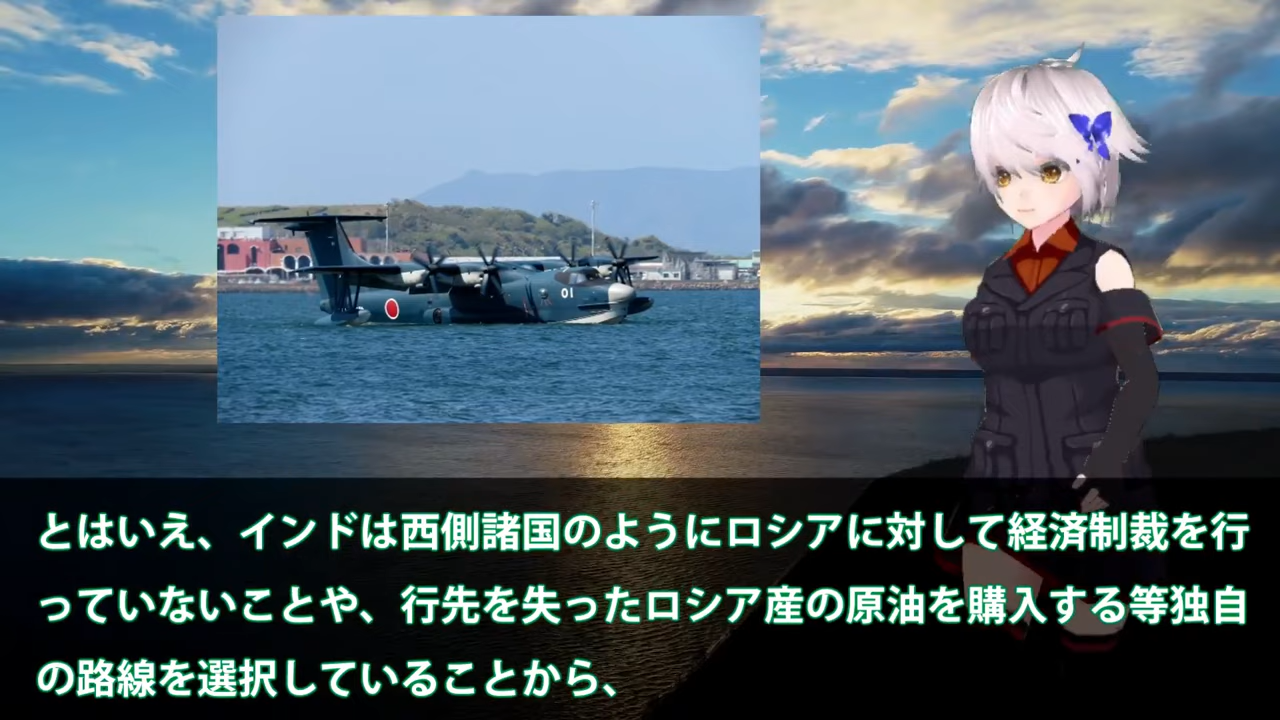 01
とはいえ、インドは西側諸国のようにロシアに対して経済制裁を行
っていないことや、行先を失ったロシア産の原油を購入する等独自
の路線を選択していることから、